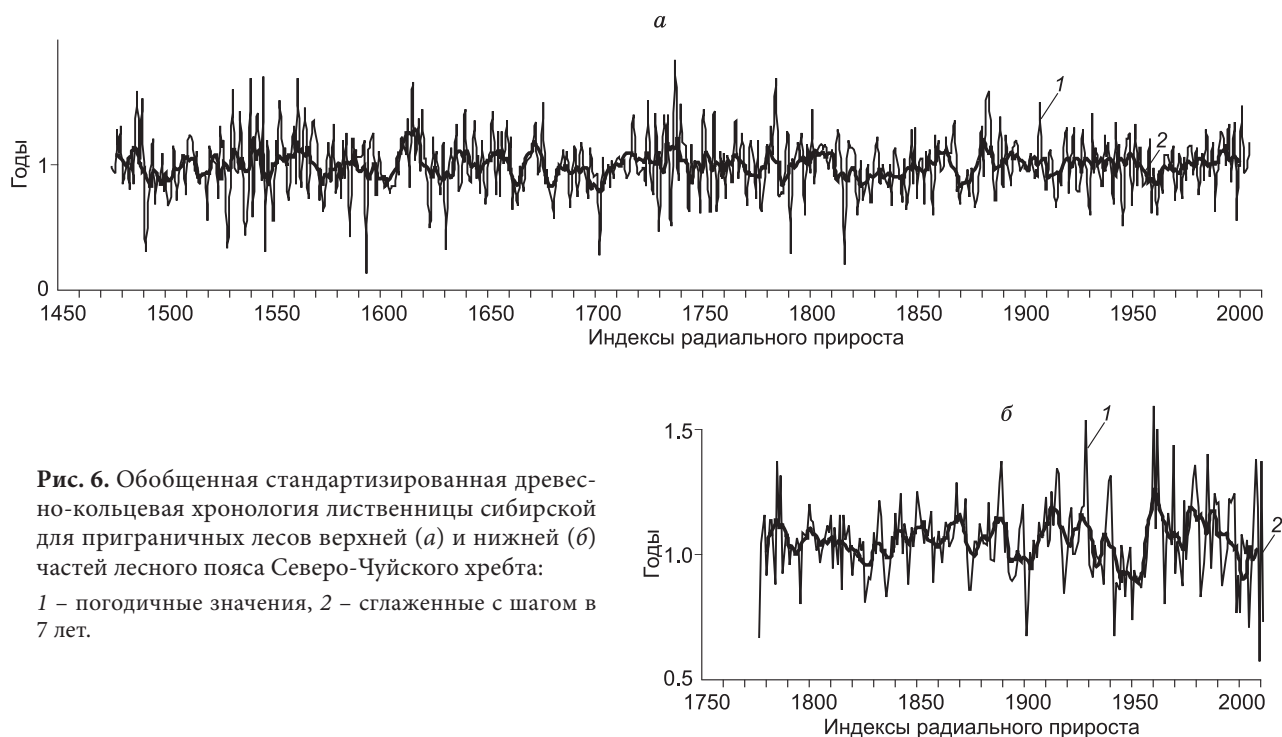 а
1
2
1
Годы
0
1450 1500 1550 1600 1650 1700 1750 1800 1850 1900 1950 2000
Индексы радиального прироста
Рис. 6. Обобщенная стандартизированная древес-
но-кольцевая хронология лиственницы сибирской
для приграничных лесов верхней (а) и нижней (б)
частей лесного пояса Северо-Чуйского хребта:
1 – погодичные значения, 2 – сглаженные с шагом в
7 лет.
б
1
1.5
2
1.0
Годы
0.5
1750 1800 1850 1900 1950 2000
Индексы радиального прироста